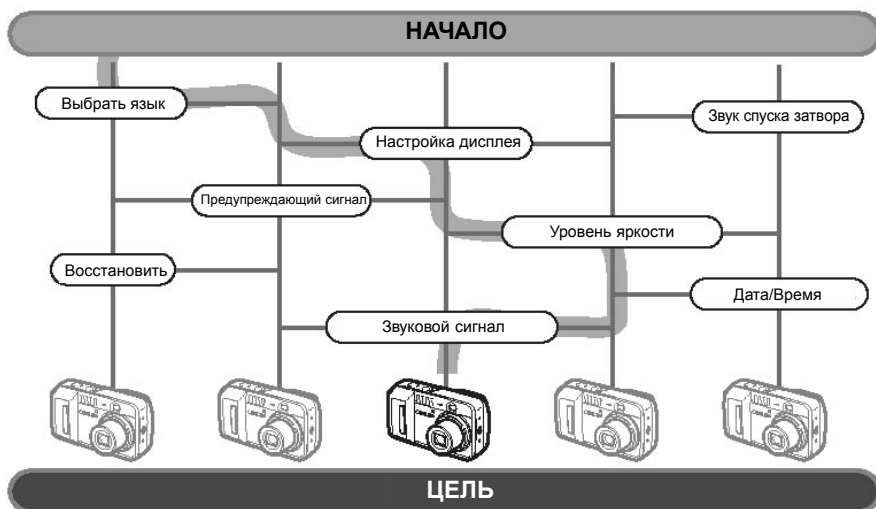 НАЧАЛО
Выбрать язык
Звук спуска затвора
Настройка дисплея
Предупреждающий сигнал
Уровень яркости
Восстановить
Дата/Время
Звуковой сигнал
ЦЕЛЬ